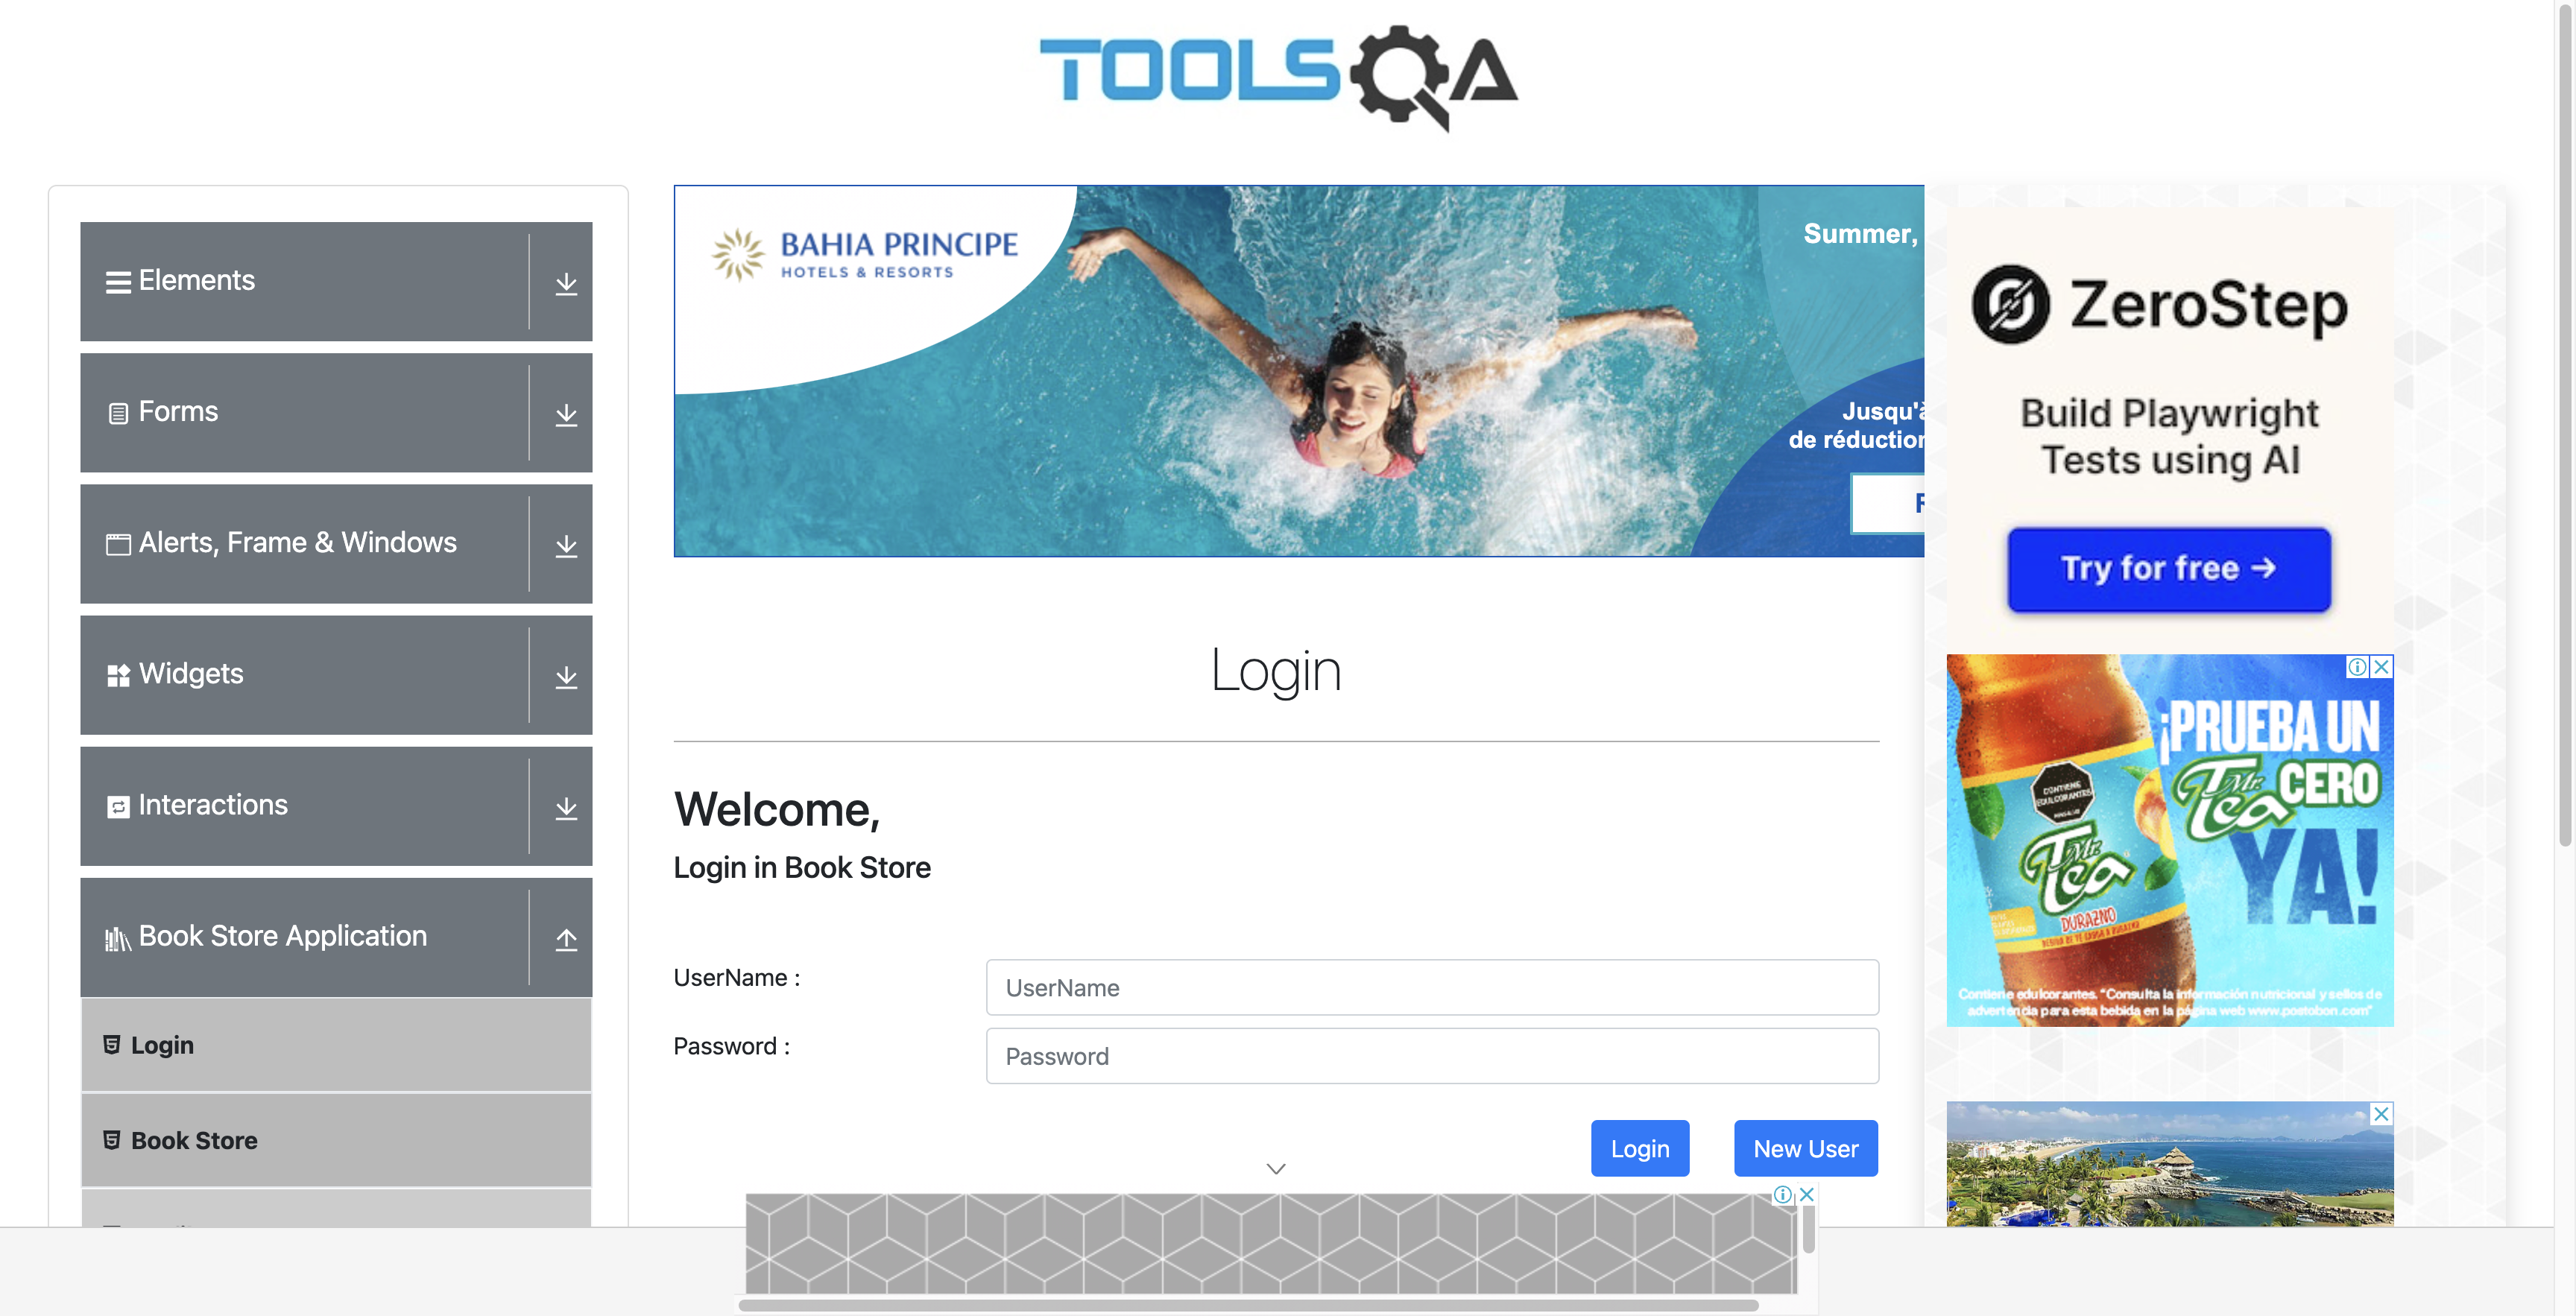 TOOLSQA
Elements
Forms
Alerts, Frame & Windows
Widgets
Interactions
Book Store Application
Login
Book Store
BAHIA PRINCIPE
HOTELS & RESORTS
Summer,
Jusqu'à
de réduction
Login
Welcome,
Login in Book Store
UserName :
UserName
Password :
Password
Login
New User
ZeroStep
Build Playwright
Tests using AI
Try for free →
¡PRUEBA UN
Mr. Tea CERO
YA!
CONTIENE
EDULCORANTES
Mr.
Tea
DURAZNO
Contiene edulcorantes. "Consulta la información nutricional y sellos de
advertencia para esta bebida en la página web www.postobon.com"